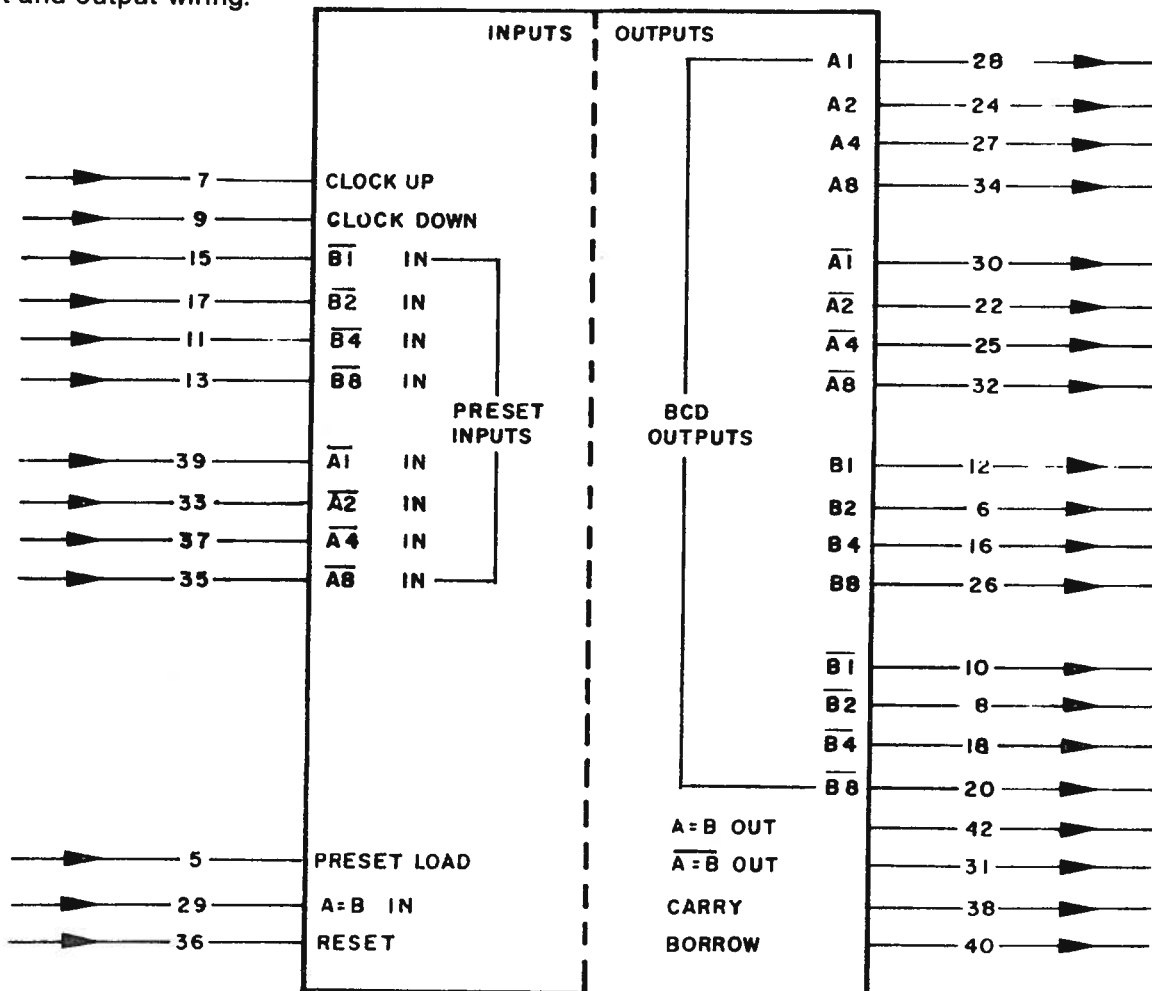 and output wiring.
INPUTS OUTPUTS
A1 28
A2 24
A4 27
A8 34
7 CLOCK UP
9 CLOCK DOWN
15 B̅1̅ IN
17 B̅2̅ IN
11 B̅4̅ IN
13 B̅8̅ IN
PRESET
INPUTS
39 A̅1̅ IN
33 A̅2̅ IN
37 A̅4̅ IN
35 A̅8̅ IN
A̅1̅ 30
A̅2̅ 22
A̅4̅ 25
A̅8̅ 32
BCD
OUTPUTS
B1 12
B2 6
B4 16
B8 26
B̅1̅ 10
B̅2̅ 8
B̅4̅ 18
B̅8̅ 20
5 PRESET LOAD
29 A=B IN
36 RESET
A=B OUT 42
A̅=̅B̅ OUT 31
CARRY 38
BORROW 40